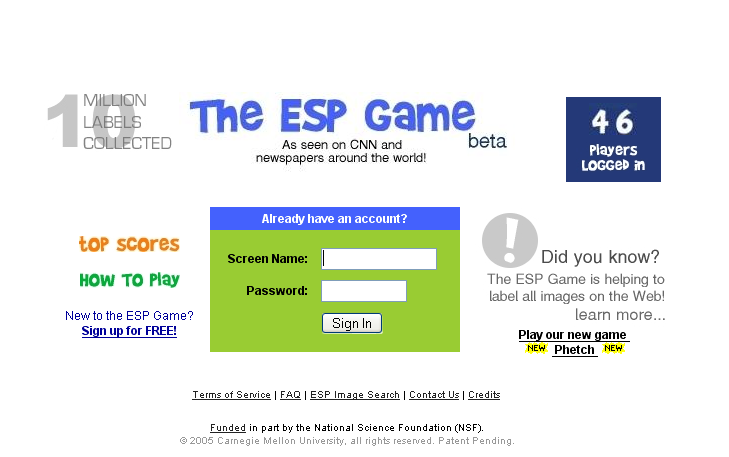 10 MILLION
LABELS
COLLECTED
The ESP Game
beta
As seen on CNN and
newspapers around the world!
46
Players
Logged in
Top Scores
How To Play
New to the ESP Game?
Sign up for FREE!
Already have an account?
Screen Name:
Password:
Sign In
! Did you know?
The ESP Game is helping to
label all images on the Web!
learn more...
Play our new game
NEW Phetch NEW
Terms of Service | FAQ | ESP Image Search | Contact Us | Credits
Funded in part by the National Science Foundation (NSF).
© 2005 Carnegie Mellon University, all rights reserved. Patent Pending.